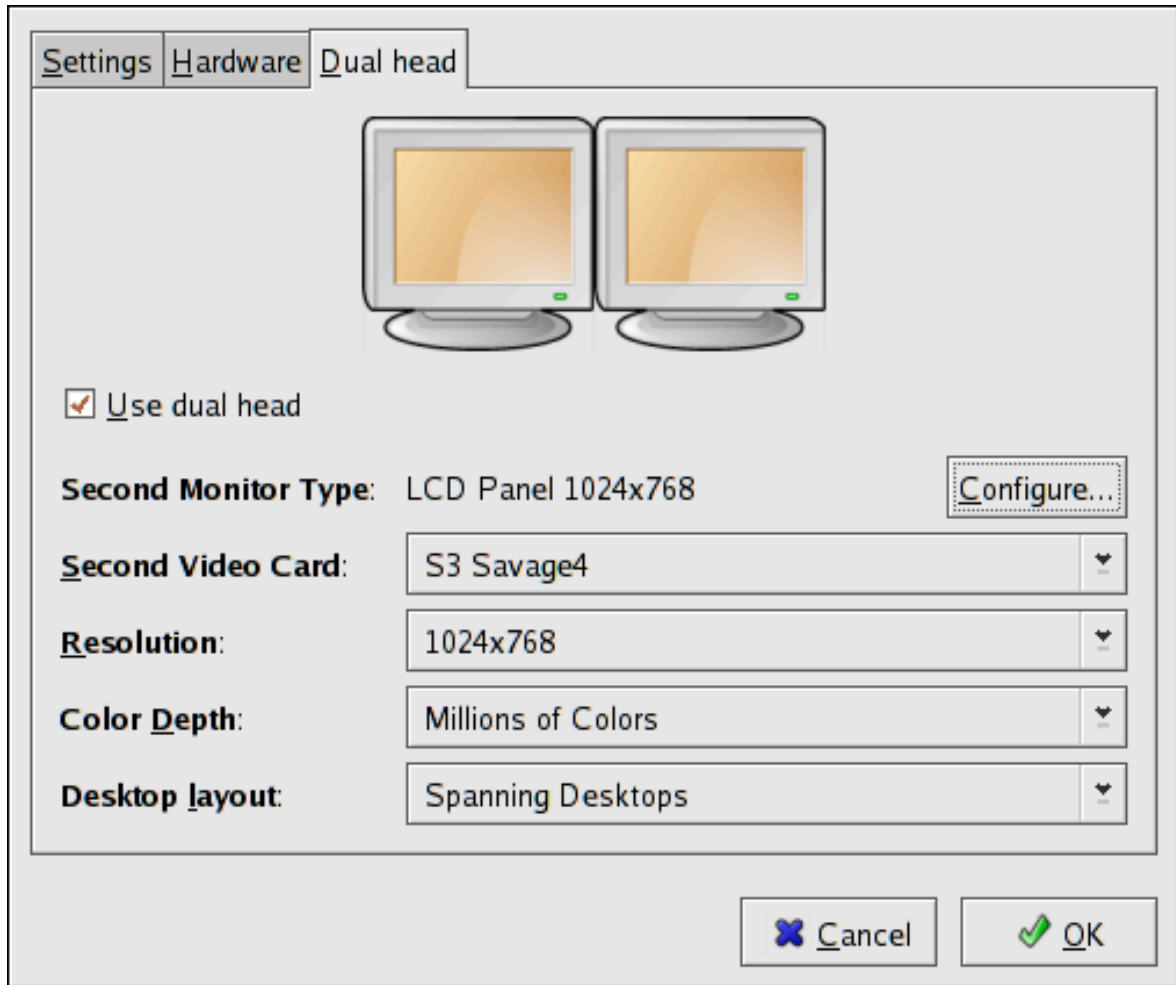 Settings Hardware Dual head
Use dual head
Second Monitor Type: LCD Panel 1024x768 Configure...
Second Video Card: S3 Savage4
Resolution: 1024x768
Color Depth: Millions of Colors
Desktop layout: Spanning Desktops
Cancel OK